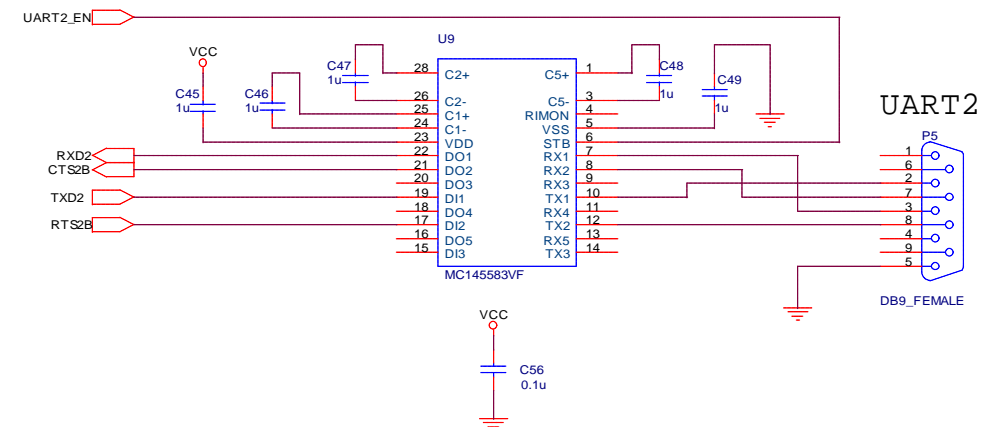 UART2_EN
U9
VCC
C47
1u
C48
1u
C45
1u
C46
1u
C49
1u
28 C2+ C5+ 1
26 C2- C5- 3
25 C1+ RIMON 4
24 C1- VSS 5
23 VDD STB 6
RXD2 22 DO1 RX1 7
CTS2B 21 DO2 RX2 8
20 DO3 RX3 9
TXD2 19 DI1 TX1 10
18 DO4 RX4 11
RTS2B 17 DI2 TX2 12
16 DO5 RX5 13
15 DI3 TX3 14
MC145583VF
UART2
P5
1
6
2
7
3
8
4
9
5
DB9_FEMALE
VCC
C56
0.1u